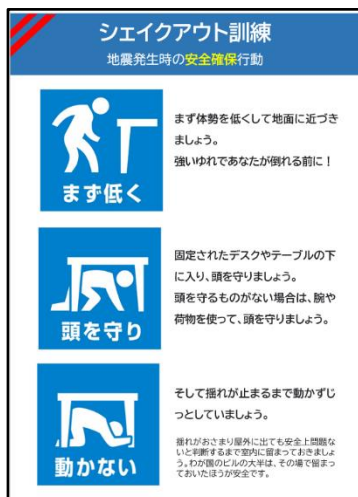 シェイクアウト訓練
地震発生時の安全確保行動
まず低く
まず体勢を低くして地面に近づき
ましょう。
強いゆれであなたが倒れる前に！
頭を守り
固定されたデスクやテーブルの下
に入り、頭を守りましょう。
頭を守るものがない場合は、腕や
荷物を使って、頭を守りましょう。
動かない
そして揺れが止まるまで動かずじ
っとしていましょう。
揺れがおさまり屋外に出ても安全上問題な
いと判断するまで室内に留まっておきまし
ょう。わが国のビルの大半は、その場で留まっ
ておいたほうが安全です。